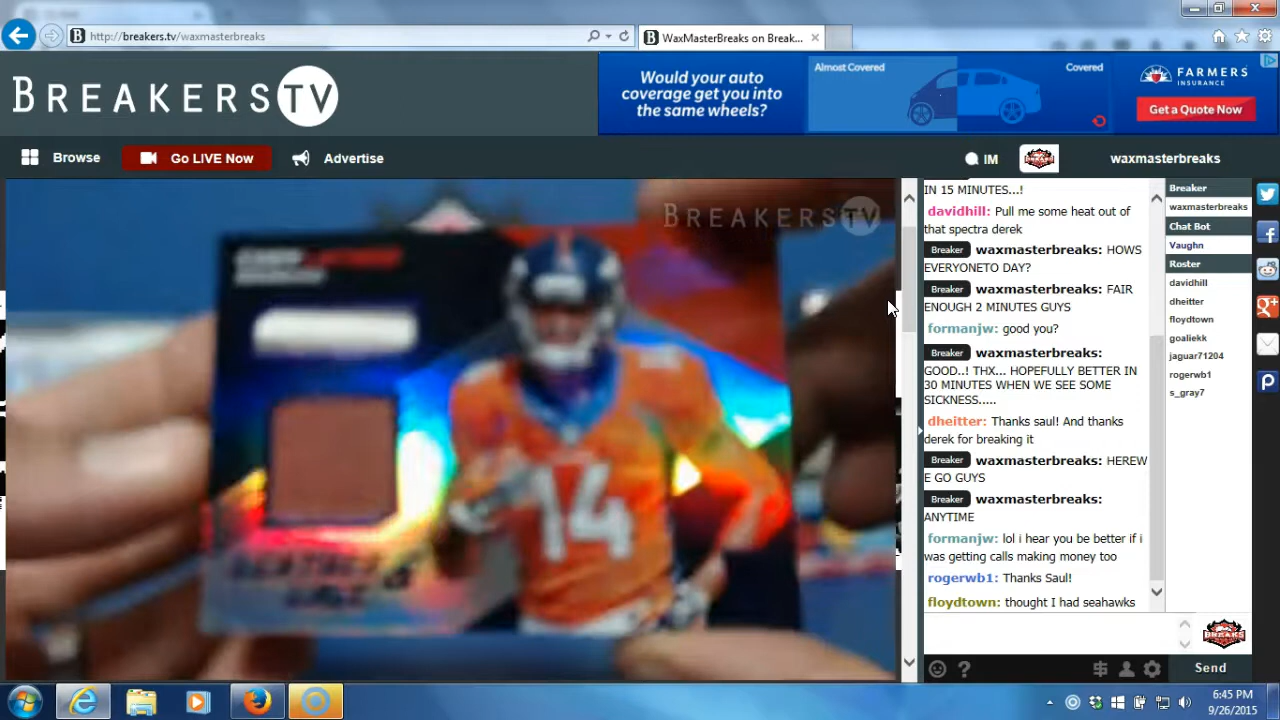 http://breakers.tv/waxmasterbreaks
WaxMasterBreaks on Break...
BREAKERSTV
Would your auto
coverage get you into
the same wheels?
Almost Covered
Covered
FARMERS
INSURANCE
Get a Quote Now
Browse
Go LIVE Now
Advertise
IM
waxmasterbreaks
BREAKERSTV
14
IN 15 MINUTES...!
davidhill: Pull me some heat out of
that spectra derek
Breaker waxmasterbreaks: HOWS
EVERYONETO DAY?
Breaker waxmasterbreaks: FAIR
ENOUGH 2 MINUTES GUYS
formanjw: good you?
Breaker waxmasterbreaks:
GOOD..! THX... HOPEFULLY BETTER IN
30 MINUTES WHEN WE SEE SOME
SICKNESS.....
dheitter: Thanks saul! And thanks
derek for breaking it
Breaker waxmasterbreaks: HEREW
E GO GUYS
Breaker waxmasterbreaks:
ANYTIME
formanjw: lol i hear you be better if i
was getting calls making money too
rogerwb1: Thanks Saul!
floydtown: thought I had seahawks
Send
Breaker
waxmasterbreaks
Chat Bot
Vaughn
Roster
davidhill
dheitter
floydtown
goaliekk
jaguar71204
rogerwb1
s_gray7
6:45 PM
9/26/2015